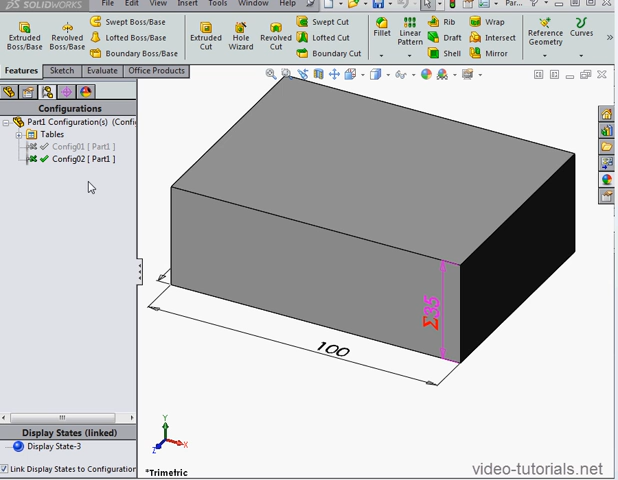 SOLIDWORKS File Edit View Insert Tools Part...
Extruded Boss/Base
Revolved Boss/Base
Swept Boss/Base
Lofted Boss/Base
Boundary Boss/Base
Extruded Cut
Hole Wizard
Revolved Cut
Swept Cut
Lofted Cut
Boundary Cut
Fillet
Linear Pattern
Rib
Draft
Shell
Wrap
Intersect
Mirror
Reference Geometry
Curves
»
Features Sketch Evaluate Office Products
Configurations
Part1 Configuration(s) (Config
Tables
Config01 [ Part1 ]
Config02 [ Part1 ]
Σ35
100
Y
X
Z
*Trimetric
Display States (linked)
Display State-3
Link Display States to Configuration
video-tutorials.net